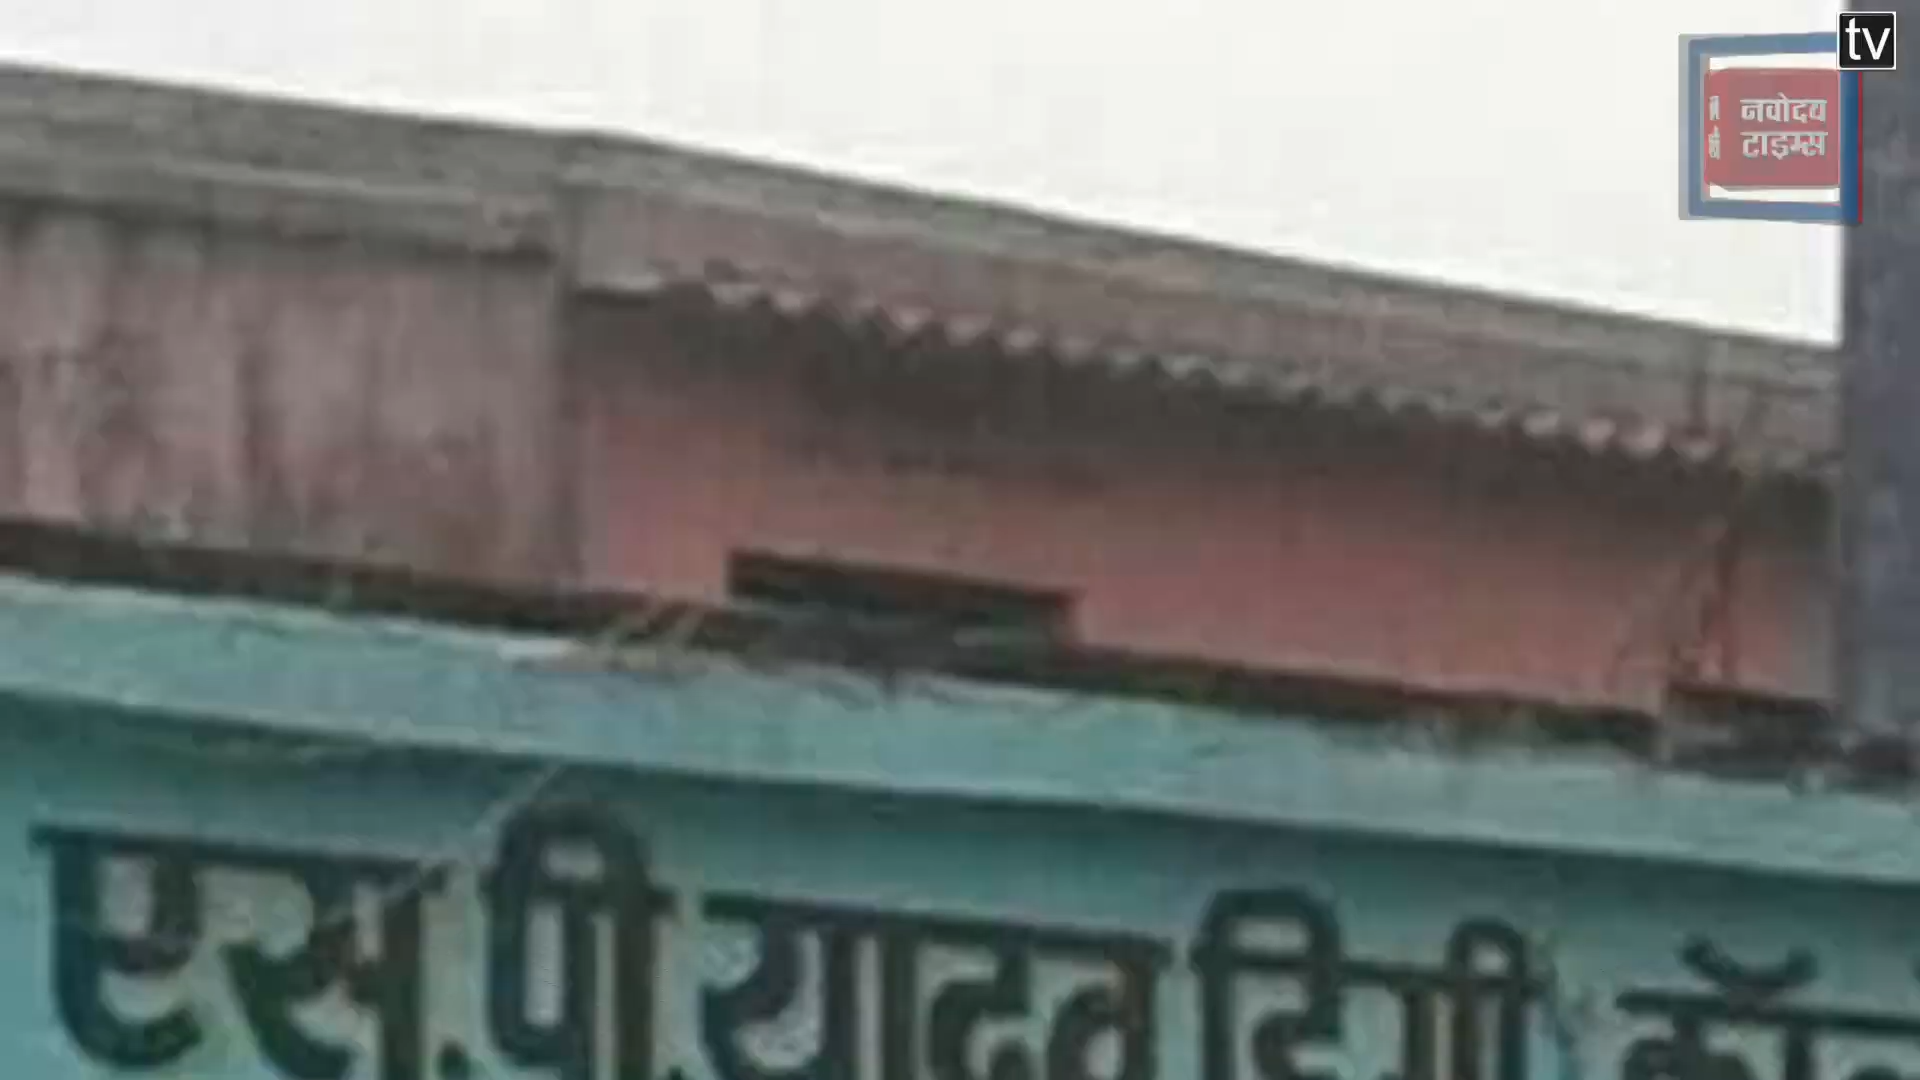 tv
नवोदय
टाइम्स
एस.पी.यादव डिग्री